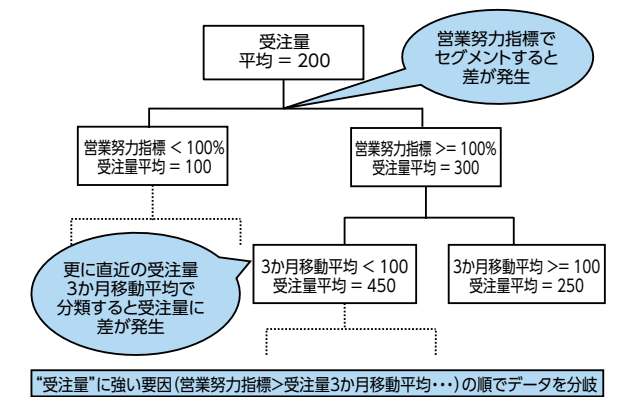 受注量
平均 = 200
営業努力指標で
セグメントすると
差が発生
営業努力指標 < 100%
受注量平均 = 100
営業努力指標 >= 100%
受注量平均 = 300
更に直近の受注量
3か月移動平均で
分類すると受注量に
差が発生
3か月移動平均 < 100
受注量平均 = 450
3か月移動平均 >= 100
受注量平均 = 250
“受注量”に強い要因（営業努力指標>受注量3か月移動平均･･･）の順でデータを分岐